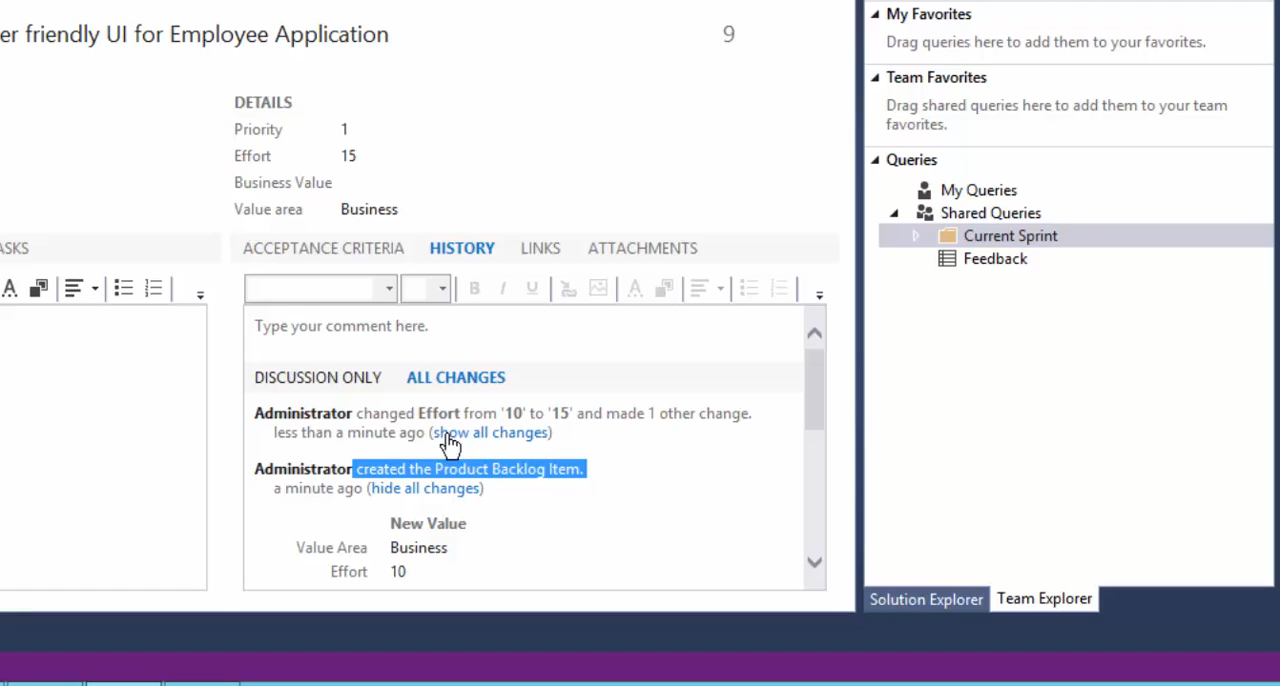 er friendly UI for Employee Application 9
DETAILS
Priority 1
Effort 15
Business Value
Value area Business
ASKS
ACCEPTANCE CRITERIA HISTORY LINKS ATTACHMENTS
A
B I U A
Type your comment here.
DISCUSSION ONLY ALL CHANGES
Administrator changed Effort from '10' to '15' and made 1 other change.
less than a minute ago (show all changes)
Administrator created the Product Backlog Item.
a minute ago (hide all changes)
New Value
Value Area Business
Effort 10
My Favorites
Drag queries here to add them to your favorites.
Team Favorites
Drag shared queries here to add them to your team
favorites.
Queries
My Queries
Shared Queries
Current Sprint
Feedback
Solution Explorer Team Explorer